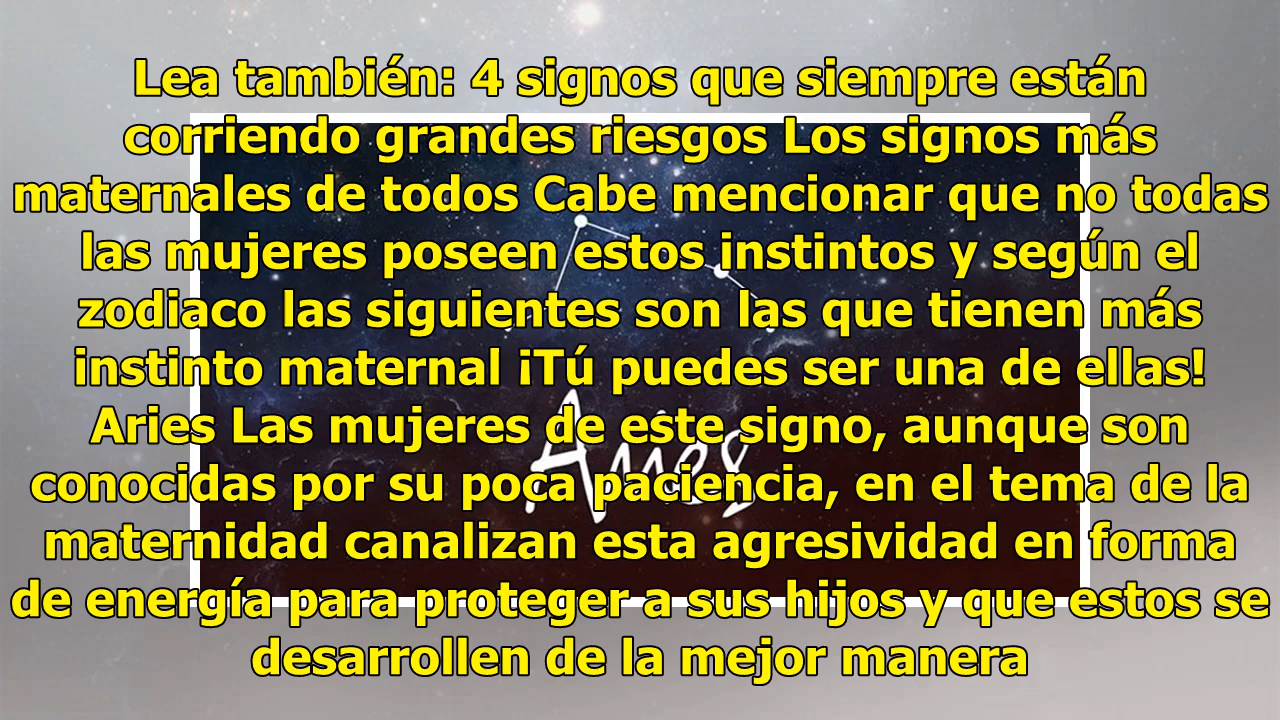 Lea también: 4 signos que siempre están
corriendo grandes riesgos Los signos más
maternales de todos Cabe mencionar que no todas
las mujeres poseen estos instintos y según el
zodiaco las siguientes son las que tienen más
instinto maternal ¡Tú puedes ser una de ellas!
Aries Las mujeres de este signo, aunque son
conocidas por su poca paciencia, en el tema de la
maternidad canalizan esta agresividad en forma
de energía para proteger a sus hijos y que estos se
desarrollen de la mejor manera
Aries